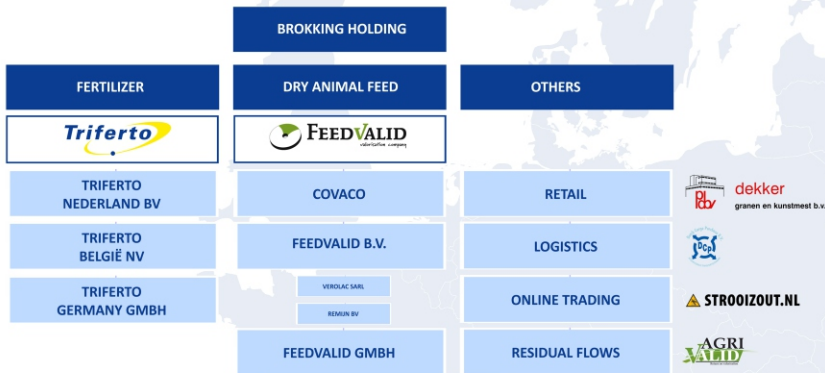 BROKKING HOLDING
FERTILIZER
DRY ANIMAL FEED
OTHERS
Triferto
FEEDVALID
valorisation company
TRIFERTO
NEDERLAND BV
COVACO
RETAIL
dekker
granen en kunstmest b.v.
TRIFERTO
BELGIË NV
FEEDVALID B.V.
LOGISTICS
DCP
TRIFERTO
GERMANY GMBH
VEROLAC SARL
REMIJN BV
ONLINE TRADING
STROOIZOUT.NL
FEEDVALID GMBH
RESIDUAL FLOWS
AGRI
VALID